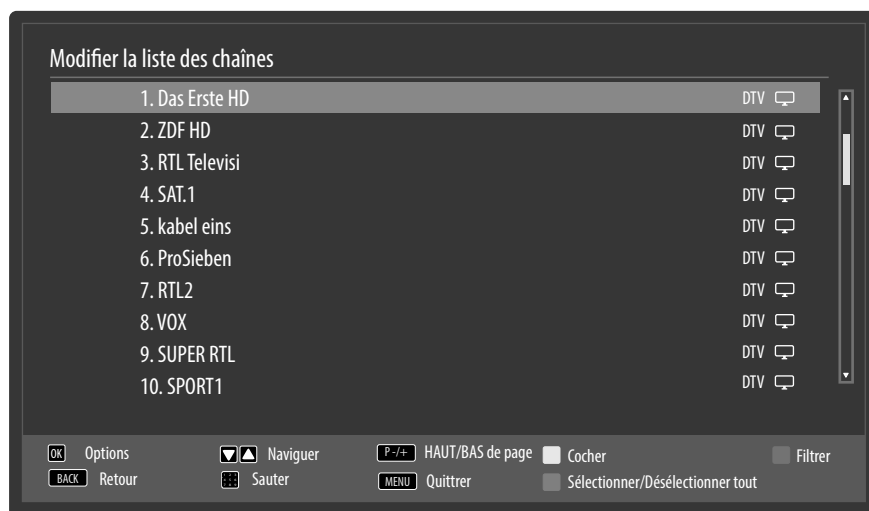 Modifier la liste des chaînes
1. Das Erste HD DTV
2. ZDF HD DTV
3. RTL Televisi DTV
4. SAT.1 DTV
5. kabel eins DTV
6. ProSieben DTV
7. RTL2 DTV
8. VOX DTV
9. SUPER RTL DTV
10. SPORT1 DTV
OK Options Naviguer P -/+ HAUT/BAS de page Cocher Filtrer
BACK Retour Sauter MENU Quittrer Sélectionner/Désélectionner tout